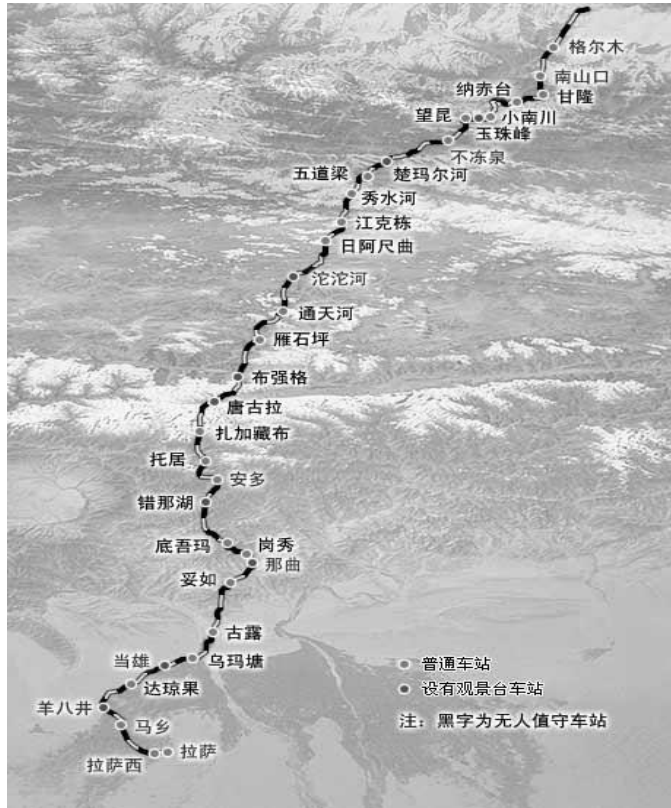 格尔木
南山口
纳赤台
甘隆
望昆
小南川
玉珠峰
不冻泉
五道梁
楚玛尔河
秀水河
江克栋
日阿尺曲
沱沱河
通天河
雁石坪
布强格
唐古拉
扎加藏布
托居
安多
错那湖
底吾玛
岗秀
那曲
妥如
古露
当雄
乌玛塘
普通车站
达琼果
设有观景台车站
羊八井
马乡
注：黑字为无人值守车站
拉萨西
拉萨